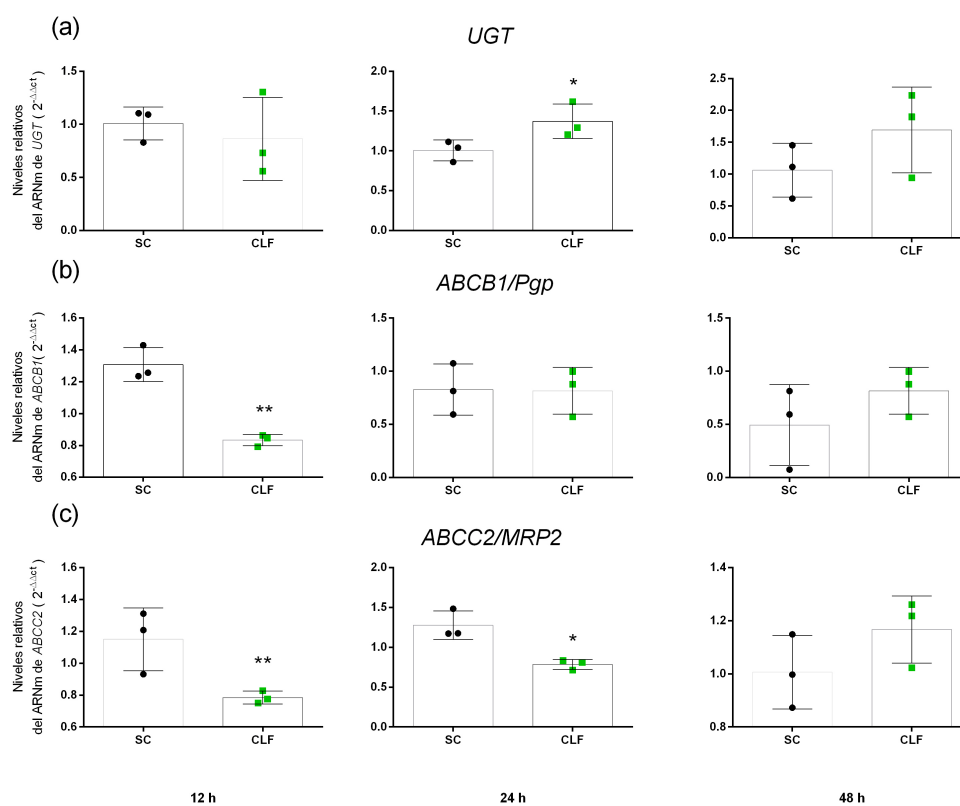 (a)
UGT
Niveles relativos
del ARNm de UGT ( 2-ΔΔct )
1.5
1.0
0.5
0.0
SC
CLF
2.0
1.5
1.0
0.5
0.0
*
SC
CLF
2.5
2.0
1.5
1.0
0.5
0.0
SC
CLF
(b)
ABCB1/Pgp
Niveles relativos
del ARNm de ABCB1( 2-ΔΔct )
1.6
1.4
1.2
1.0
0.8
0.6
**
SC
CLF
1.5
1.0
0.5
0.0
SC
CLF
1.5
1.0
0.5
0.0
SC
CLF
(c)
ABCC2/MRP2
Niveles relativos
del ARNm de ABCC2 ( 2-ΔΔct )
1.6
1.4
1.2
1.0
0.8
0.6
**
SC
CLF
2.0
1.5
1.0
0.5
0.0
*
SC
CLF
1.4
1.2
1.0
0.8
SC
CLF
12 h
24 h
48 h